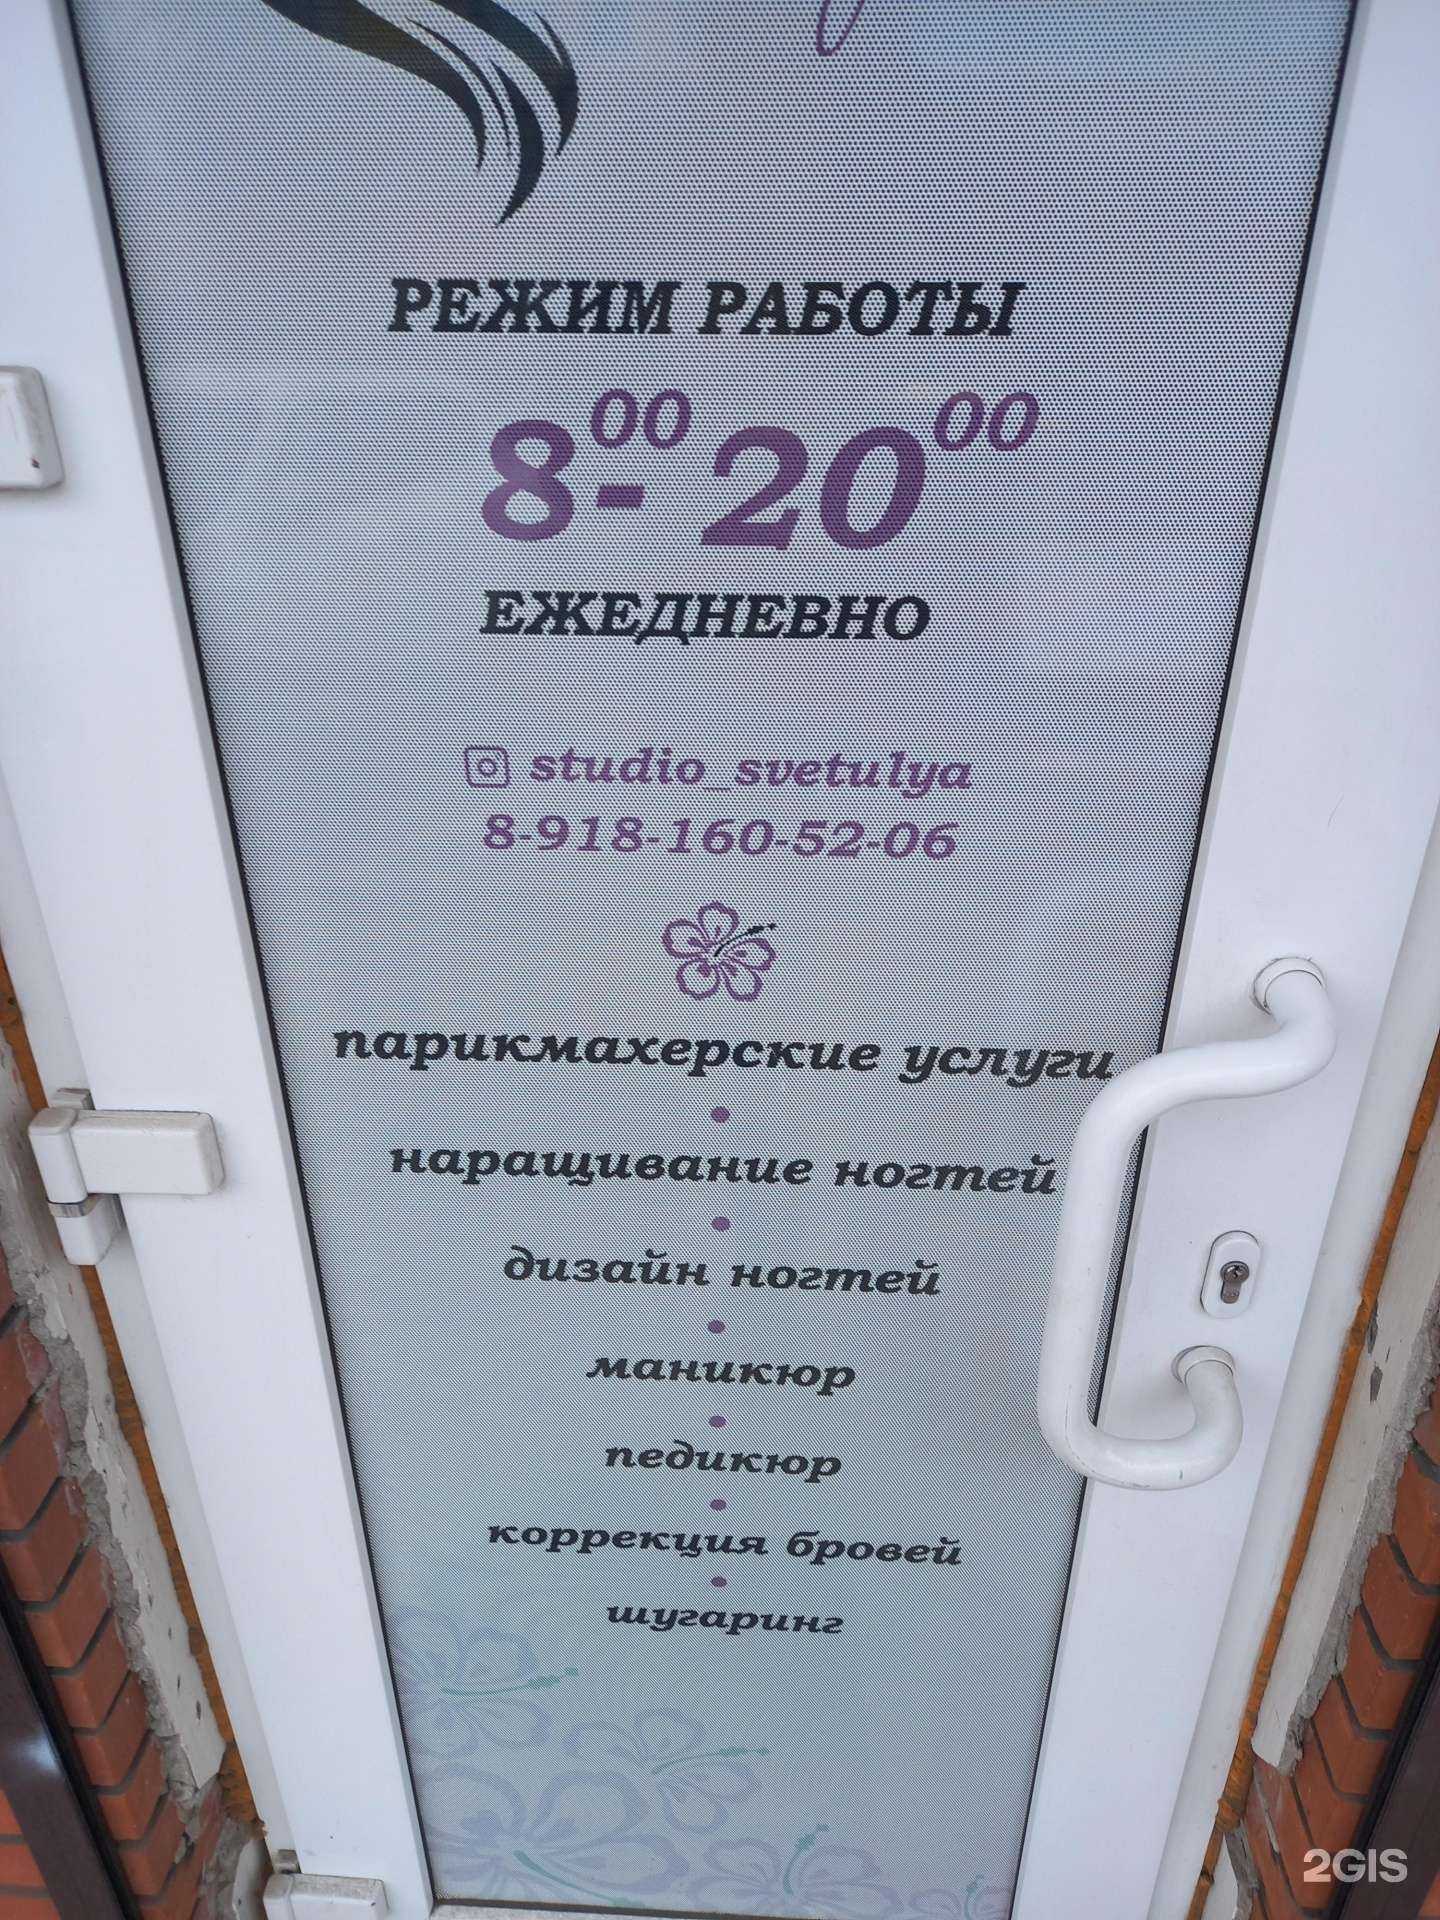 РЕЖИМ РАБОТЫ
8⁰⁰- 20⁰⁰
ЕЖЕДНЕВНО
studio_svetulya
8-918-160-52-06
парикмахерские услуги
•
наращивание ногтей
•
дизайн ногтей
•
маникюр
•
педикюр
•
коррекция бровей
•
шугаринг
2GIS